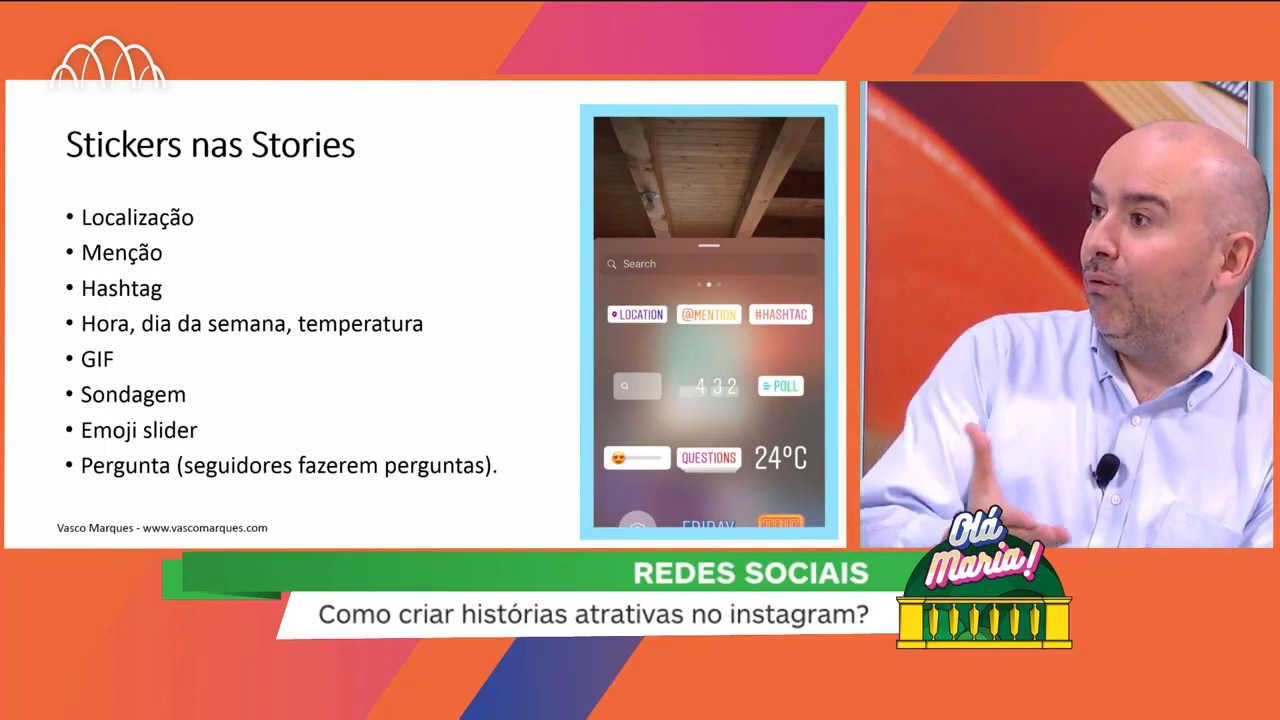 Stickers nas Stories
• Localização
• Menção
• Hashtag
• Hora, dia da semana, temperatura
• GIF
• Sondagem
• Emoji slider
• Pergunta (seguidores fazerem perguntas).
Vasco Marques - www.vascomarques.com
Search
LOCATION @MENTION #HASHTAG
4 3 2 POLL
QUESTIONS 24°C
FRIDAY
REDES SOCIAIS
Como criar histórias atrativas no instagram?
Olá
Maria!